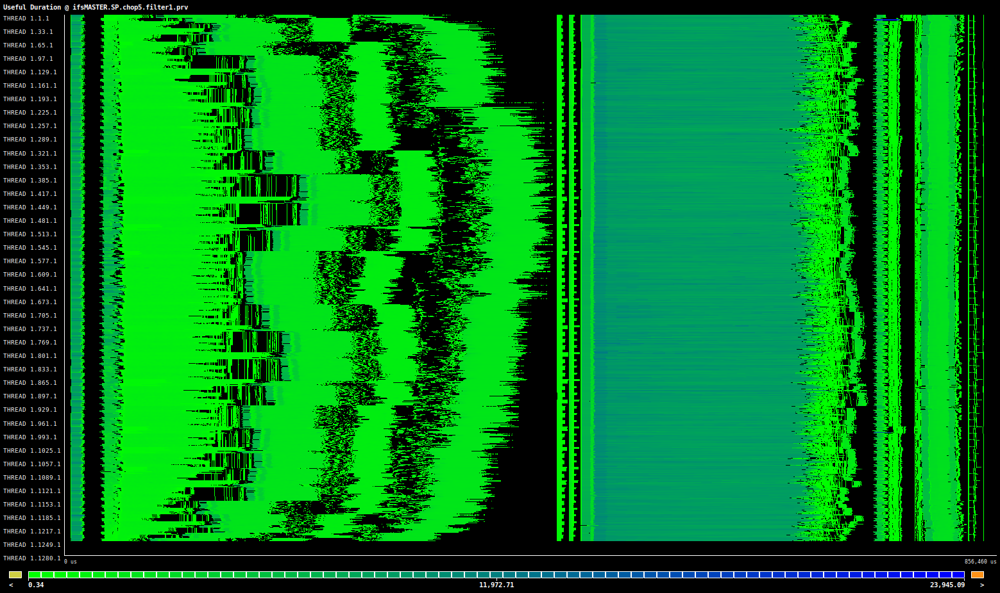 Useful Duration @ ifsMASTER.SP.chop5.filter1.prv
THREAD 1.1.1
THREAD 1.33.1
THREAD 1.65.1
THREAD 1.97.1
THREAD 1.129.1
THREAD 1.161.1
THREAD 1.193.1
THREAD 1.225.1
THREAD 1.257.1
THREAD 1.289.1
THREAD 1.321.1
THREAD 1.353.1
THREAD 1.385.1
THREAD 1.417.1
THREAD 1.449.1
THREAD 1.481.1
THREAD 1.513.1
THREAD 1.545.1
THREAD 1.577.1
THREAD 1.609.1
THREAD 1.641.1
THREAD 1.673.1
THREAD 1.705.1
THREAD 1.737.1
THREAD 1.769.1
THREAD 1.801.1
THREAD 1.833.1
THREAD 1.865.1
THREAD 1.897.1
THREAD 1.929.1
THREAD 1.961.1
THREAD 1.993.1
THREAD 1.1025.1
THREAD 1.1057.1
THREAD 1.1089.1
THREAD 1.1121.1
THREAD 1.1153.1
THREAD 1.1185.1
THREAD 1.1217.1
THREAD 1.1249.1
THREAD 1.1280.1
0 us 856,460 us
< 0.34 11,972.71 23,945.09 >